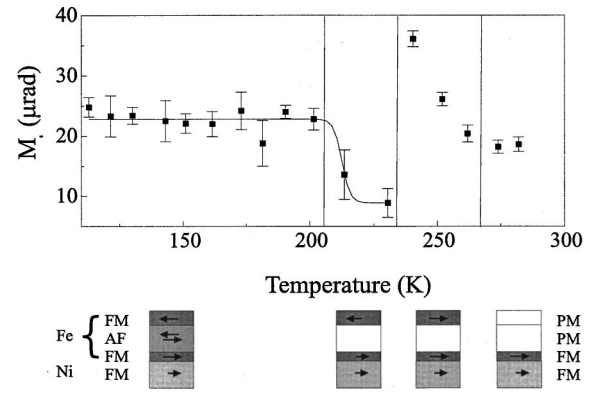 40
30
20
10
M (μrad)
150
200
250
300
Temperature (K)
Fe
FM
AF
FM
Ni
FM
PM
PM
FM
FM